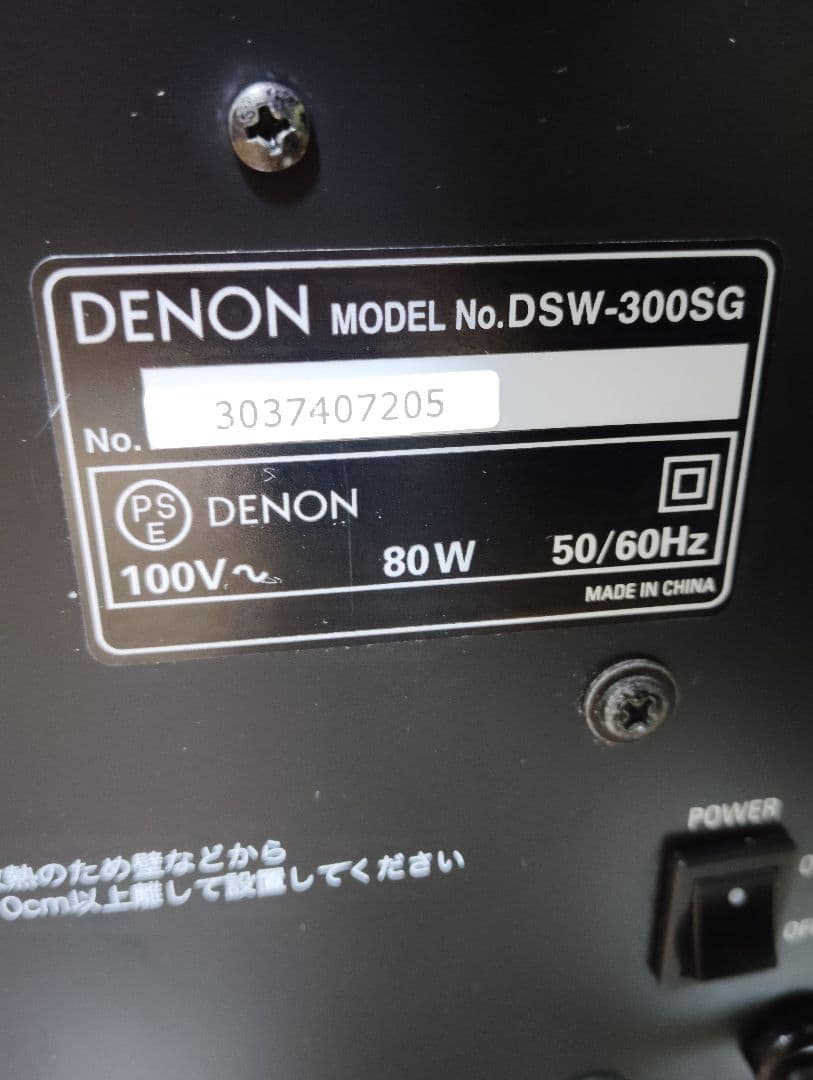 DENON MODEL No.DSW-300SG
No. 3037407205
PSE DENON
100V~ 80W 50/60Hz
MADE IN CHINA
POWER
熱のため壁などから
0cm以上離して設置してください